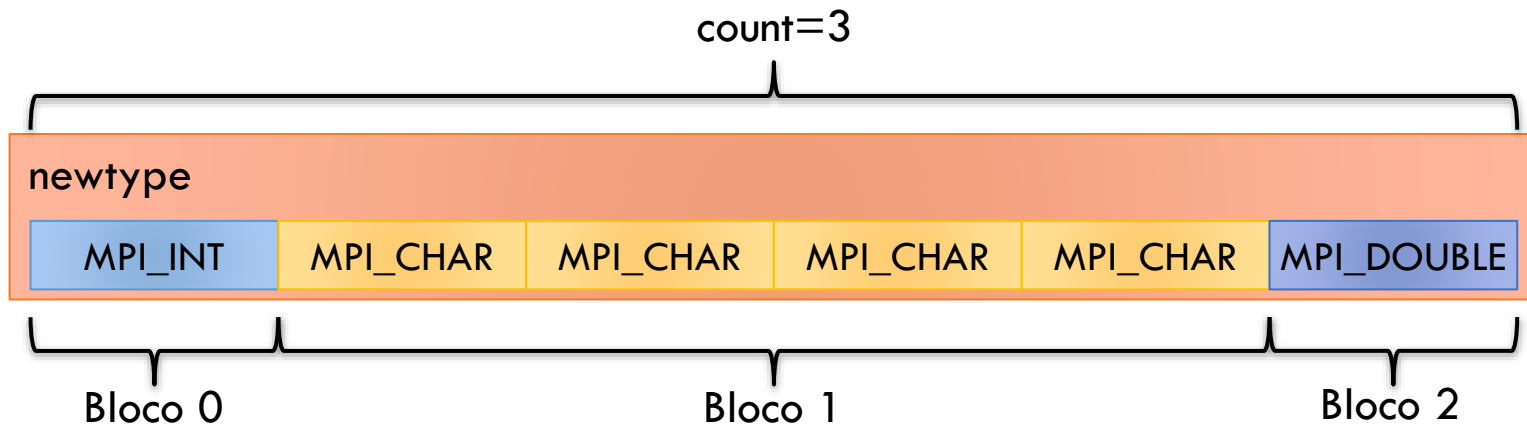 count=3
newtype
MPI_INT MPI_CHAR MPI_CHAR MPI_CHAR MPI_CHAR MPI_DOUBLE
Bloco 0 Bloco 1 Bloco 2